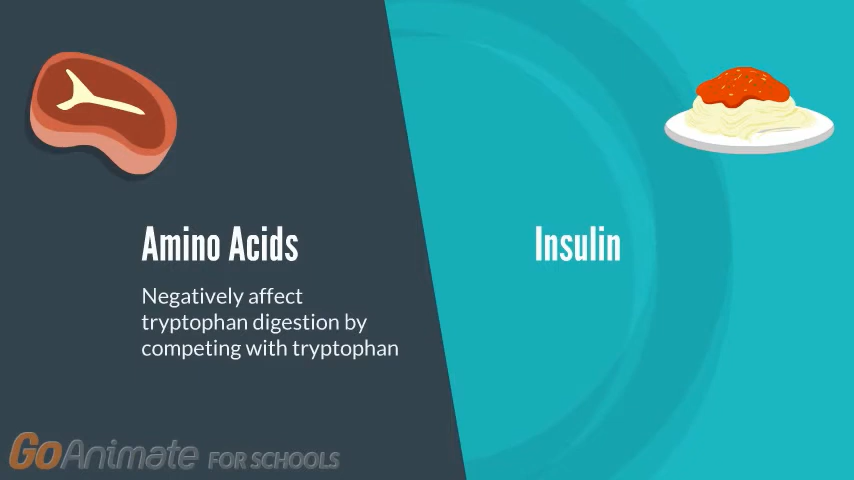 Amino Acids
Negatively affect
tryptophan digestion by
competing with tryptophan
Insulin
GoAnimate FOR SCHOOLS